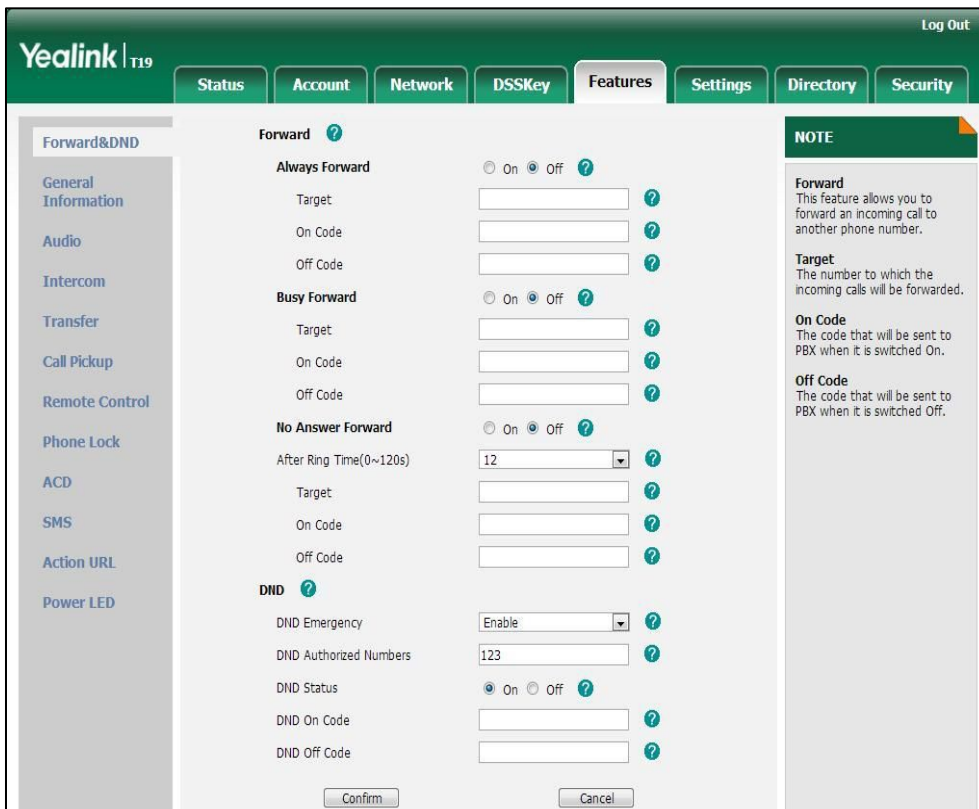 Log Out
Yealink T19
Status Account Network DSSKey Features Settings Directory Security
Forward&DND
General
Information
Audio
Intercom
Transfer
Call Pickup
Remote Control
Phone Lock
ACD
SMS
Action URL
Power LED
Forward ?
Always Forward On Off ?
Target ?
On Code ?
Off Code ?
Busy Forward On Off ?
Target ?
On Code ?
Off Code ?
No Answer Forward On Off ?
After Ring Time(0~120s) 12 ?
Target ?
On Code ?
Off Code ?
DND ?
DND Emergency Enable ?
DND Authorized Numbers 123 ?
DND Status On Off ?
DND On Code ?
DND Off Code ?
Confirm Cancel
NOTE
Forward
This feature allows you to
forward an incoming call to
another phone number.
Target
The number to which the
incoming calls will be forwarded.
On Code
The code that will be sent to
PBX when it is switched On.
Off Code
The code that will be sent to
PBX when it is switched Off.